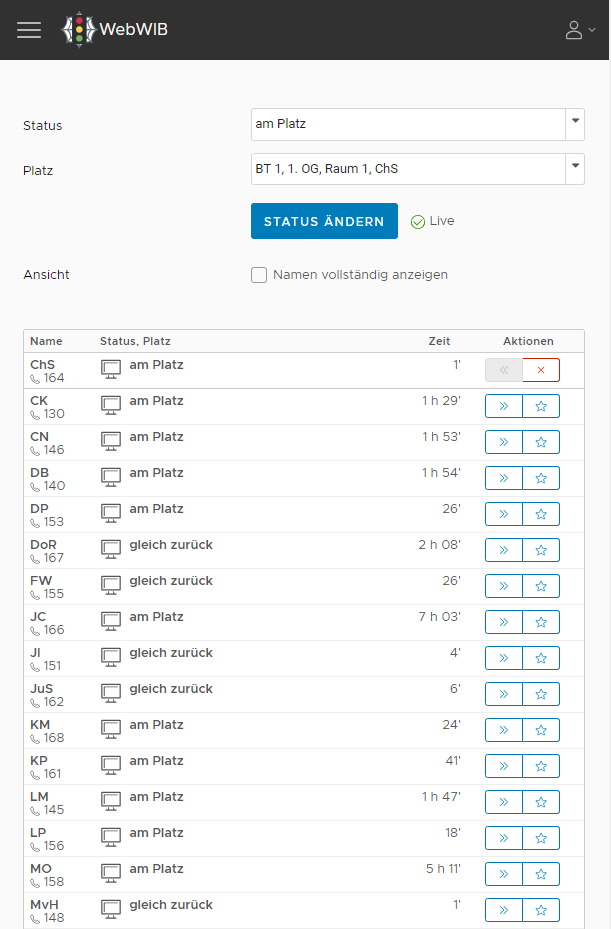 WebWIB
Status
am Platz
Platz
BT 1, 1. OG, Raum 1, ChS
STATUS ÄNDERN
Live
Ansicht
Namen vollständig anzeigen
Name Status, Platz Zeit Aktionen
ChS am Platz 1'
164
CK am Platz 1 h 29'
130
CN am Platz 1 h 53'
146
DB am Platz 1 h 54'
140
DP am Platz 26'
153
DoR gleich zurück 2 h 08'
167
FW gleich zurück 26'
155
JC am Platz 7 h 03'
166
JI gleich zurück 4'
151
JuS gleich zurück 6'
162
KM am Platz 24'
168
KP am Platz 41'
161
LM am Platz 1 h 47'
145
LP am Platz 18'
156
MO am Platz 5 h 11'
158
MvH gleich zurück 1'
148